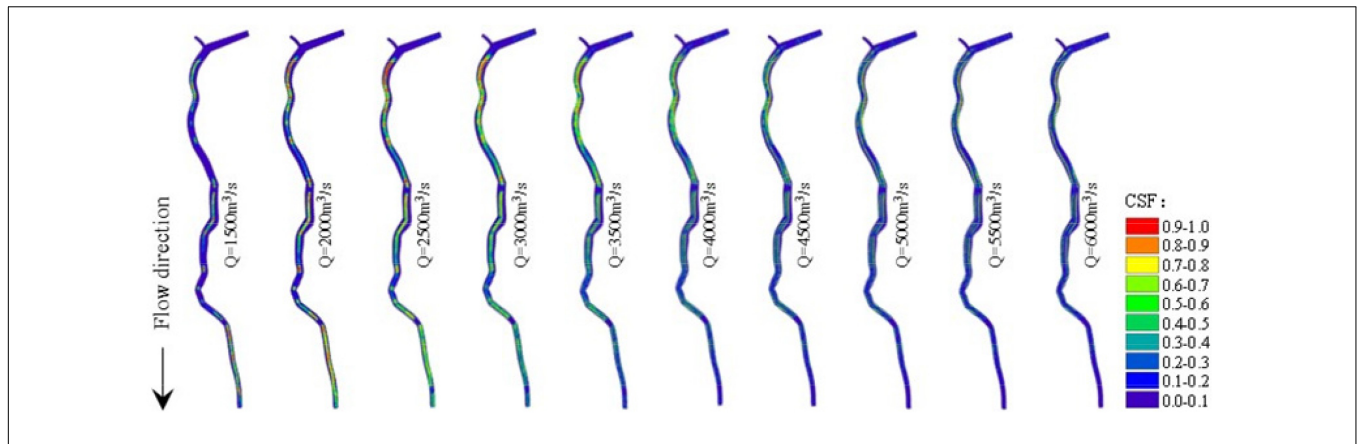 Flow direction
Q=1500m³/s
Q=2000m³/s
Q=2500m³/s
Q=3000m³/s
Q=3500m³/s
Q=4000m³/s
Q=4500m³/s
Q=5000m³/s
Q=5500m³/s
Q=6000m³/s
CSF:
0.9-1.0
0.8-0.9
0.7-0.8
0.6-0.7
0.5-0.6
0.4-0.5
0.3-0.4
0.2-0.3
0.1-0.2
0.0-0.1